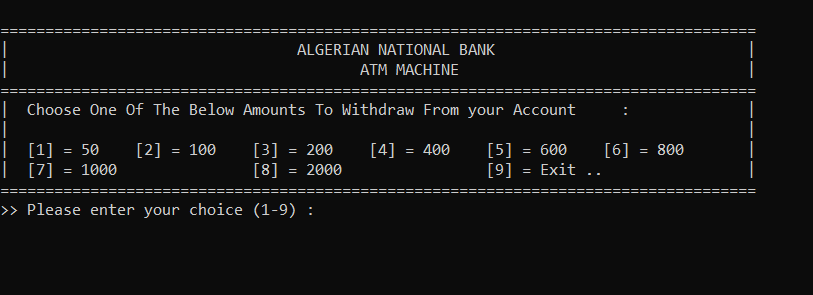 ====================================================================================
|                                ALGERIAN NATIONAL BANK                            |
|                                       ATM MACHINE                                |
====================================================================================
|  Choose One Of The Below Amounts To Withdraw From your Account     :             |
|                                                                                  |
|  [1] = 50    [2] = 100    [3] = 200    [4] = 400    [5] = 600    [6] = 800       |
|  [7] = 1000               [8] = 2000                [9] = Exit ..                |
====================================================================================
>> Please enter your choice (1-9) :